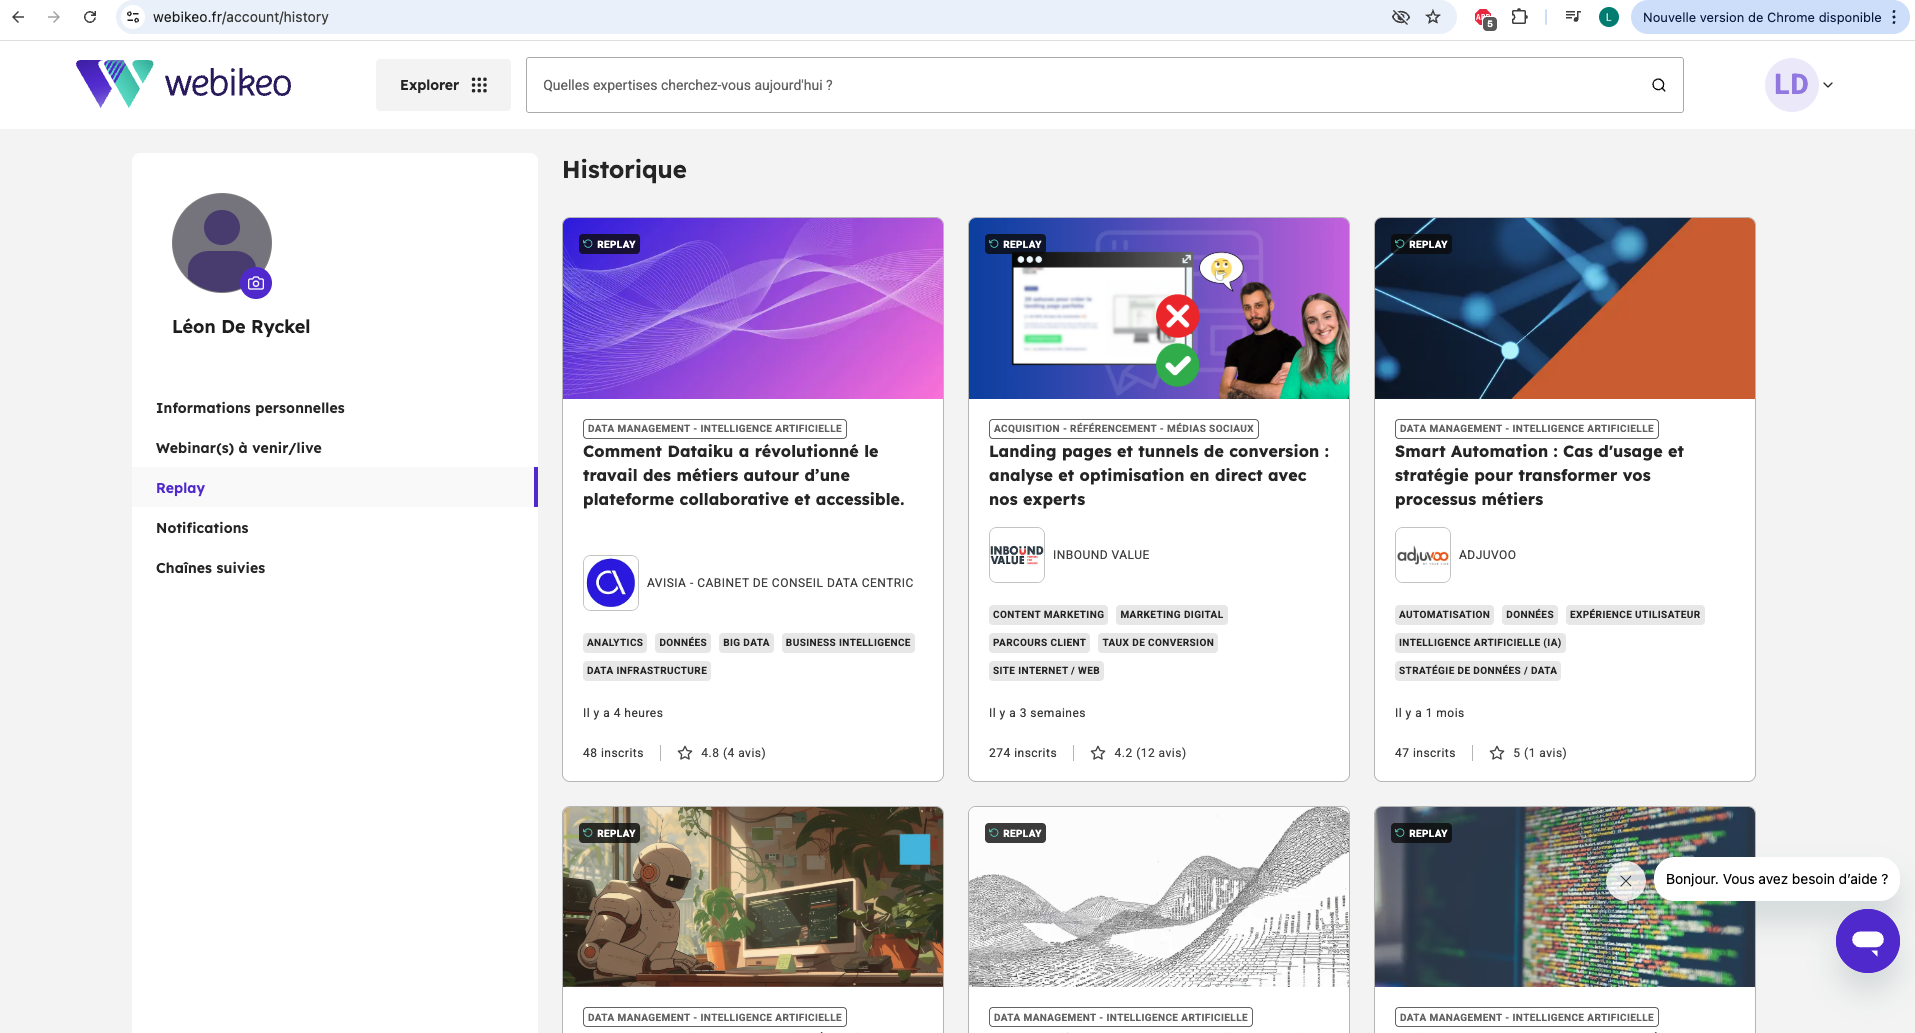 webikeo.fr/account/history
5
L
Nouvelle version de Chrome disponible
webikeo
Explorer
Quelles expertises cherchez-vous aujourd'hui ?
LD
Léon De Ryckel
Informations personnelles
Webinar(s) à venir/live
Replay
Notifications
Chaînes suivies
Historique
REPLAY
DATA MANAGEMENT - INTELLIGENCE ARTIFICIELLE
Comment Dataiku a révolutionné le
travail des métiers autour d’une
plateforme collaborative et accessible.
AVISIA - CABINET DE CONSEIL DATA CENTRIC
ANALYTICS DONNÉES BIG DATA BUSINESS INTELLIGENCE
DATA INFRASTRUCTURE
Il y a 4 heures
48 inscrits 4.8 (4 avis)
REPLAY
ACQUISITION - RÉFÉRENCEMENT - MÉDIAS SOCIAUX
Landing pages et tunnels de conversion :
analyse et optimisation en direct avec
nos experts
INBOUND
VALUE
INBOUND VALUE
CONTENT MARKETING MARKETING DIGITAL
PARCOURS CLIENT TAUX DE CONVERSION
SITE INTERNET / WEB
Il y a 3 semaines
274 inscrits 4.2 (12 avis)
REPLAY
DATA MANAGEMENT - INTELLIGENCE ARTIFICIELLE
Smart Automation : Cas d'usage et
stratégie pour transformer vos
processus métiers
adjuvoo
ADJUVOO
AUTOMATISATION DONNÉES EXPÉRIENCE UTILISATEUR
INTELLIGENCE ARTIFICIELLE (IA)
STRATÉGIE DE DONNÉES / DATA
Il y a 1 mois
47 inscrits 5 (1 avis)
REPLAY
DATA MANAGEMENT - INTELLIGENCE ARTIFICIELLE
REPLAY
DATA MANAGEMENT - INTELLIGENCE ARTIFICIELLE
REPLAY
DATA MANAGEMENT - INTELLIGENCE ARTIFICIELLE
Bonjour. Vous avez besoin d’aide ?